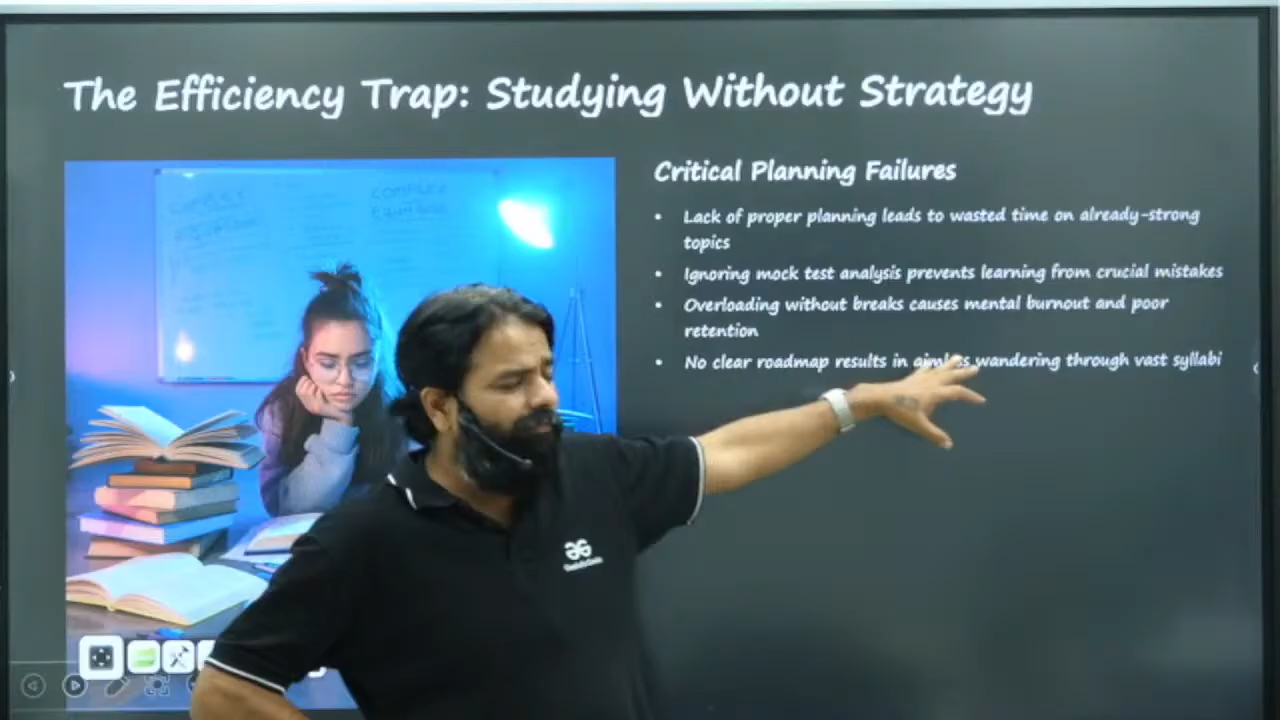 The Efficiency Trap: Studying Without Strategy
Critical Planning Failures
• Lack of proper planning leads to wasted time on already-strong
topics
• Ignoring mock test analysis prevents learning from crucial mistakes
• Overloading without breaks causes mental burnout and poor
retention
• No clear roadmap results in aimless wandering through vast syllabi
COMPLEX